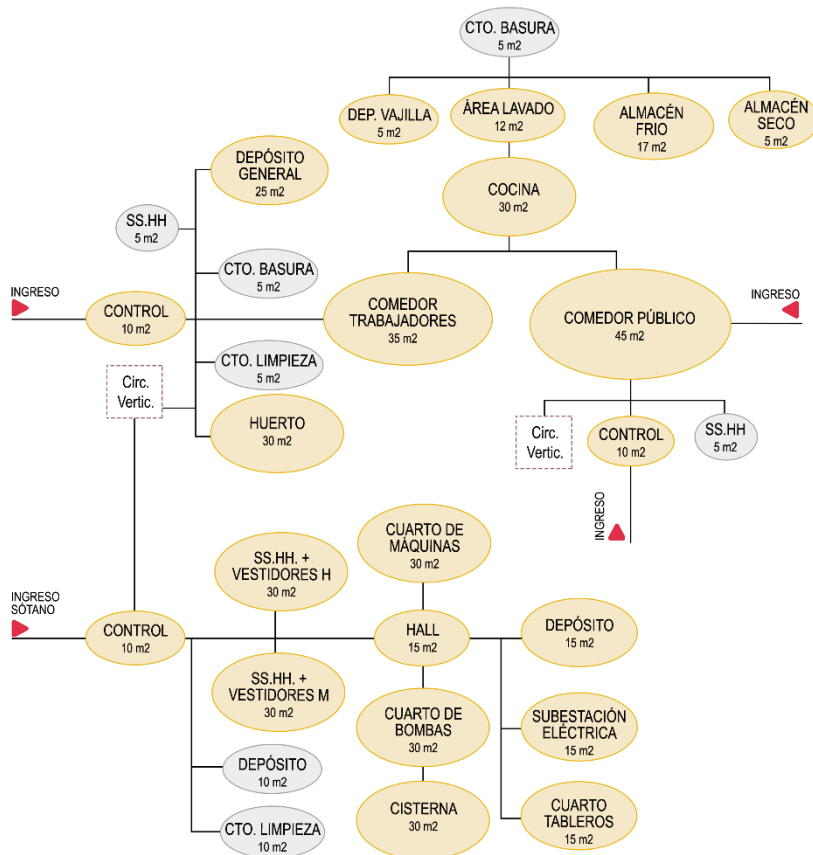 CTO. BASURA
5 m2
DEP. VAJILLA
5 m2
ÁREA LAVADO
12 m2
ALMACÉN
FRIO
17 m2
ALMACÉN
SECO
5 m2
DEPÓSITO
GENERAL
25 m2
COCINA
30 m2
SS.HH
5 m2
CTO. BASURA
5 m2
INGRESO
CONTROL
10 m2
COMEDOR
TRABAJADORES
35 m2
COMEDOR PÚBLICO
45 m2
INGRESO
CTO. LIMPIEZA
5 m2
Circ.
Vertic.
HUERTO
30 m2
Circ.
Vertic.
CONTROL
10 m2
SS.HH
5 m2
INGRESO
CUARTO DE
MÁQUINAS
30 m2
SS.HH. +
VESTIDORES H
30 m2
INGRESO
SÓTANO
CONTROL
10 m2
HALL
15 m2
DEPÓSITO
15 m2
SS.HH. +
VESTIDORES M
30 m2
CUARTO DE
BOMBAS
30 m2
SUBESTACIÓN
ELÉCTRICA
15 m2
DEPÓSITO
10 m2
CISTERNA
30 m2
CUARTO
TABLEROS
15 m2
CTO. LIMPIEZA
10 m2